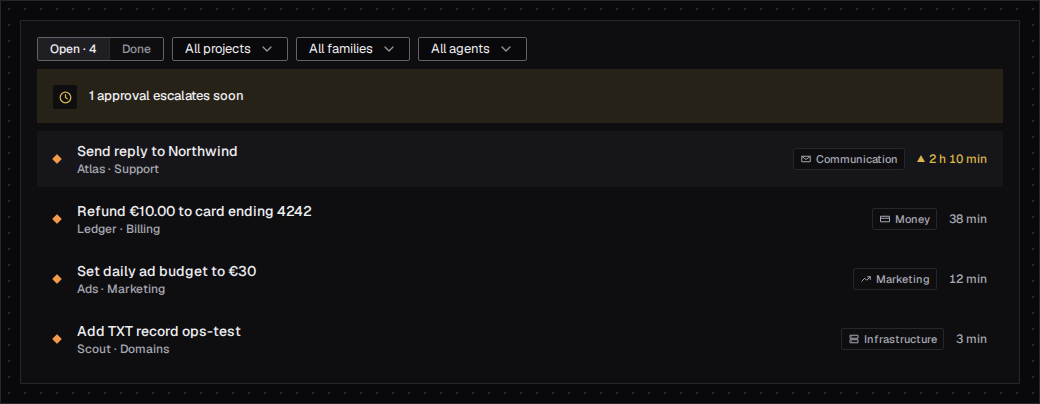 Open · 4 Done All projects All families All agents
1 approval escalates soon
Send reply to Northwind
Atlas · Support
Communication 2 h 10 min
Refund €10.00 to card ending 4242
Ledger · Billing
Money 38 min
Set daily ad budget to €30
Ads · Marketing
Marketing 12 min
Add TXT record ops-test
Scout · Domains
Infrastructure 3 min